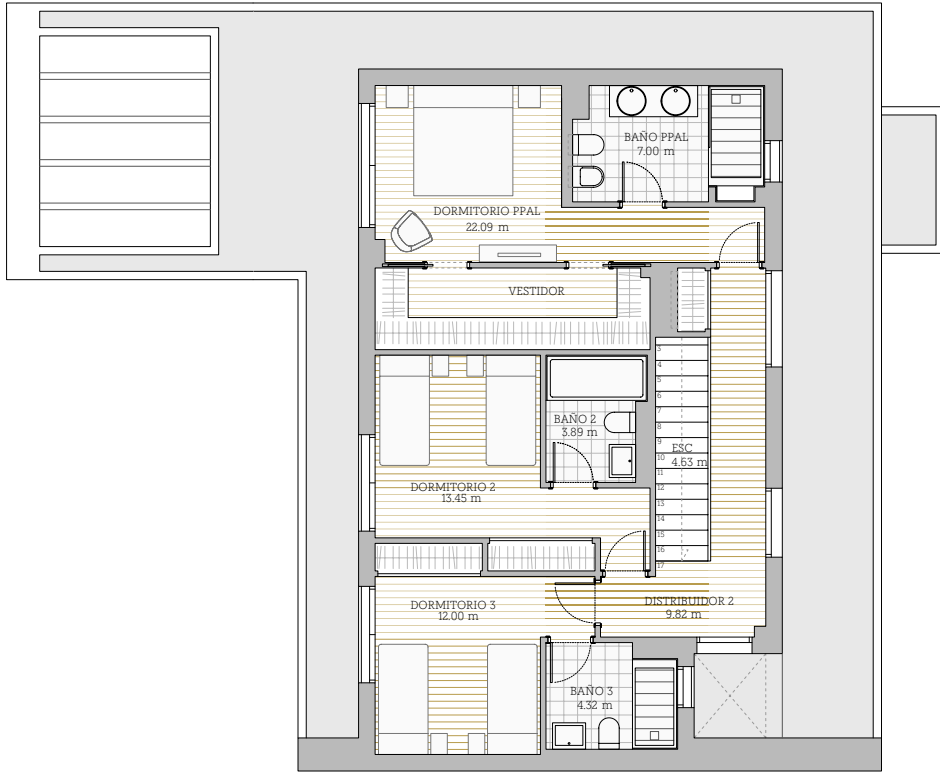 BAÑO PPAL
7.00 m
DORMITORIO PPAL
22.09 m
VESTIDOR
3
4
5
6
7
8
9
10
11
12
13
14
15
16
17
BAÑO 2
3.89 m
ESC
4.63 m
DORMITORIO 2
13.45 m
DORMITORIO 3
12.00 m
DISTRIBUIDOR 2
9.82 m
BAÑO 3
4.32 m